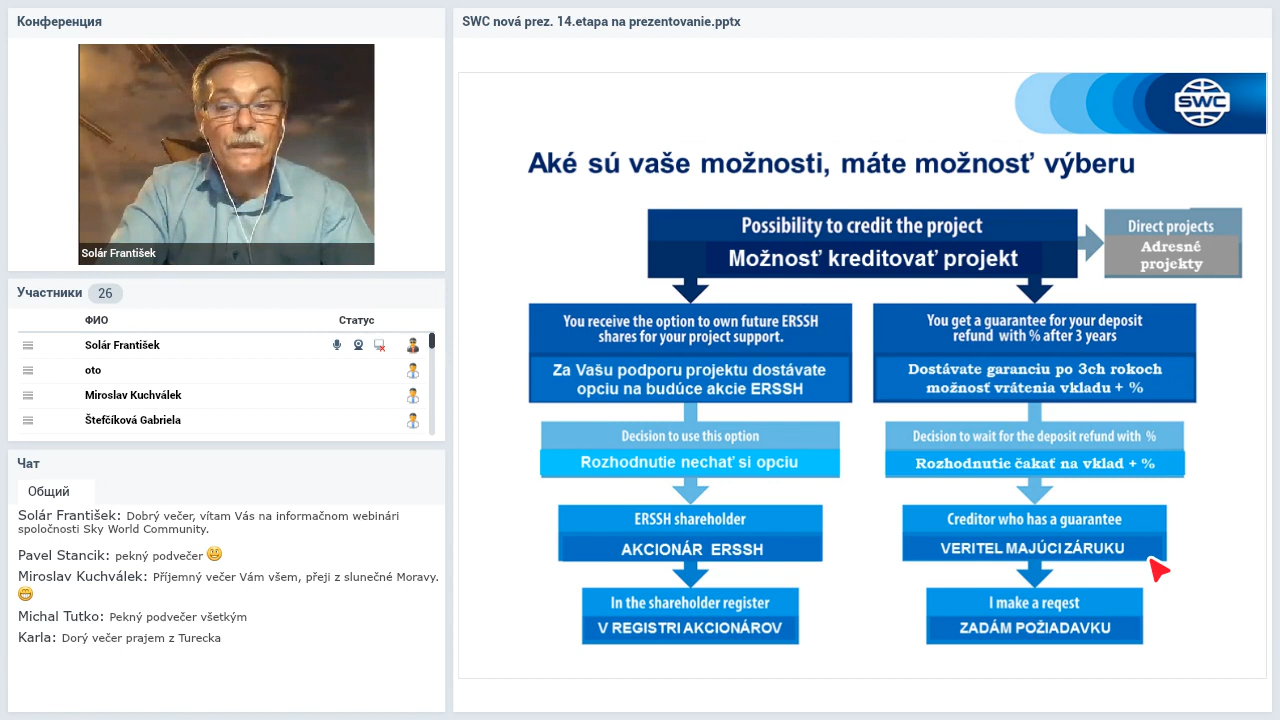 Конференция
Solár František
Участники 26
ФИО Статус
Solár František
oto
Miroslav Kuchválek
Štefčíková Gabriela
Чат
Общий
Solár František: Dobrý večer, vítam Vás na informačnom webinári
spoločnosti Sky World Community.
Pavel Stancik: pekný podvečer
Miroslav Kuchválek: Příjemný večer Vám všem, přeji z slunečné Moravy.
Michal Tutko: Pekný podvečer všetkým
Karla: Dorý večer prajem z Turecka
SWC nová prez. 14.etapa na prezentovanie.pptx
SWC
Aké sú vaše možnosti, máte možnosť výberu
Possibility to credit the project
Možnosť kreditovať projekt
Direct projects
Adresné
projekty
You receive the option to own future ERSSH
shares for your project support.
Za Vašu podporu projektu dostávate
opciu na budúce akcie ERSSH
Decision to use this option
Rozhodnutie nechať si opciu
ERSSH shareholder
AKCIONÁR ERSSH
In the shareholder register
V REGISTRI AKCIONÁROV
You get a guarantee for your deposit
refund with % after 3 years
Dostávate garanciu po 3ch rokoch
možnosť vrátenia vkladu + %
Decision to wait for the deposit refund with %
Rozhodnutie čakať na vklad + %
Creditor who has a guarantee
VERITEL MAJÚCI ZÁRUKU
I make a reqest
ZADÁM POŽIADAVKU